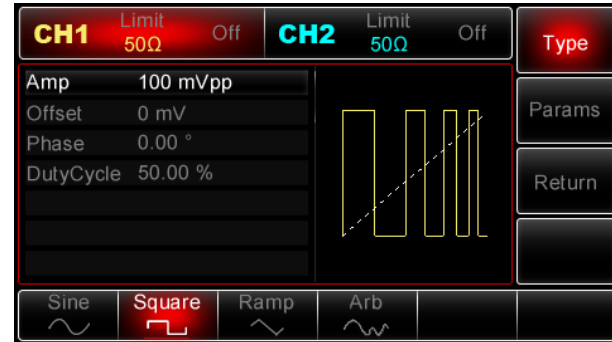 CH1 Limit 50Ω Off CH2 Limit 50Ω Off
Type
Amp 100 mVpp
Offset 0 mV
Phase 0.00 °
DutyCycle 50.00 %
Params
Return
Sine Square Ramp Arb